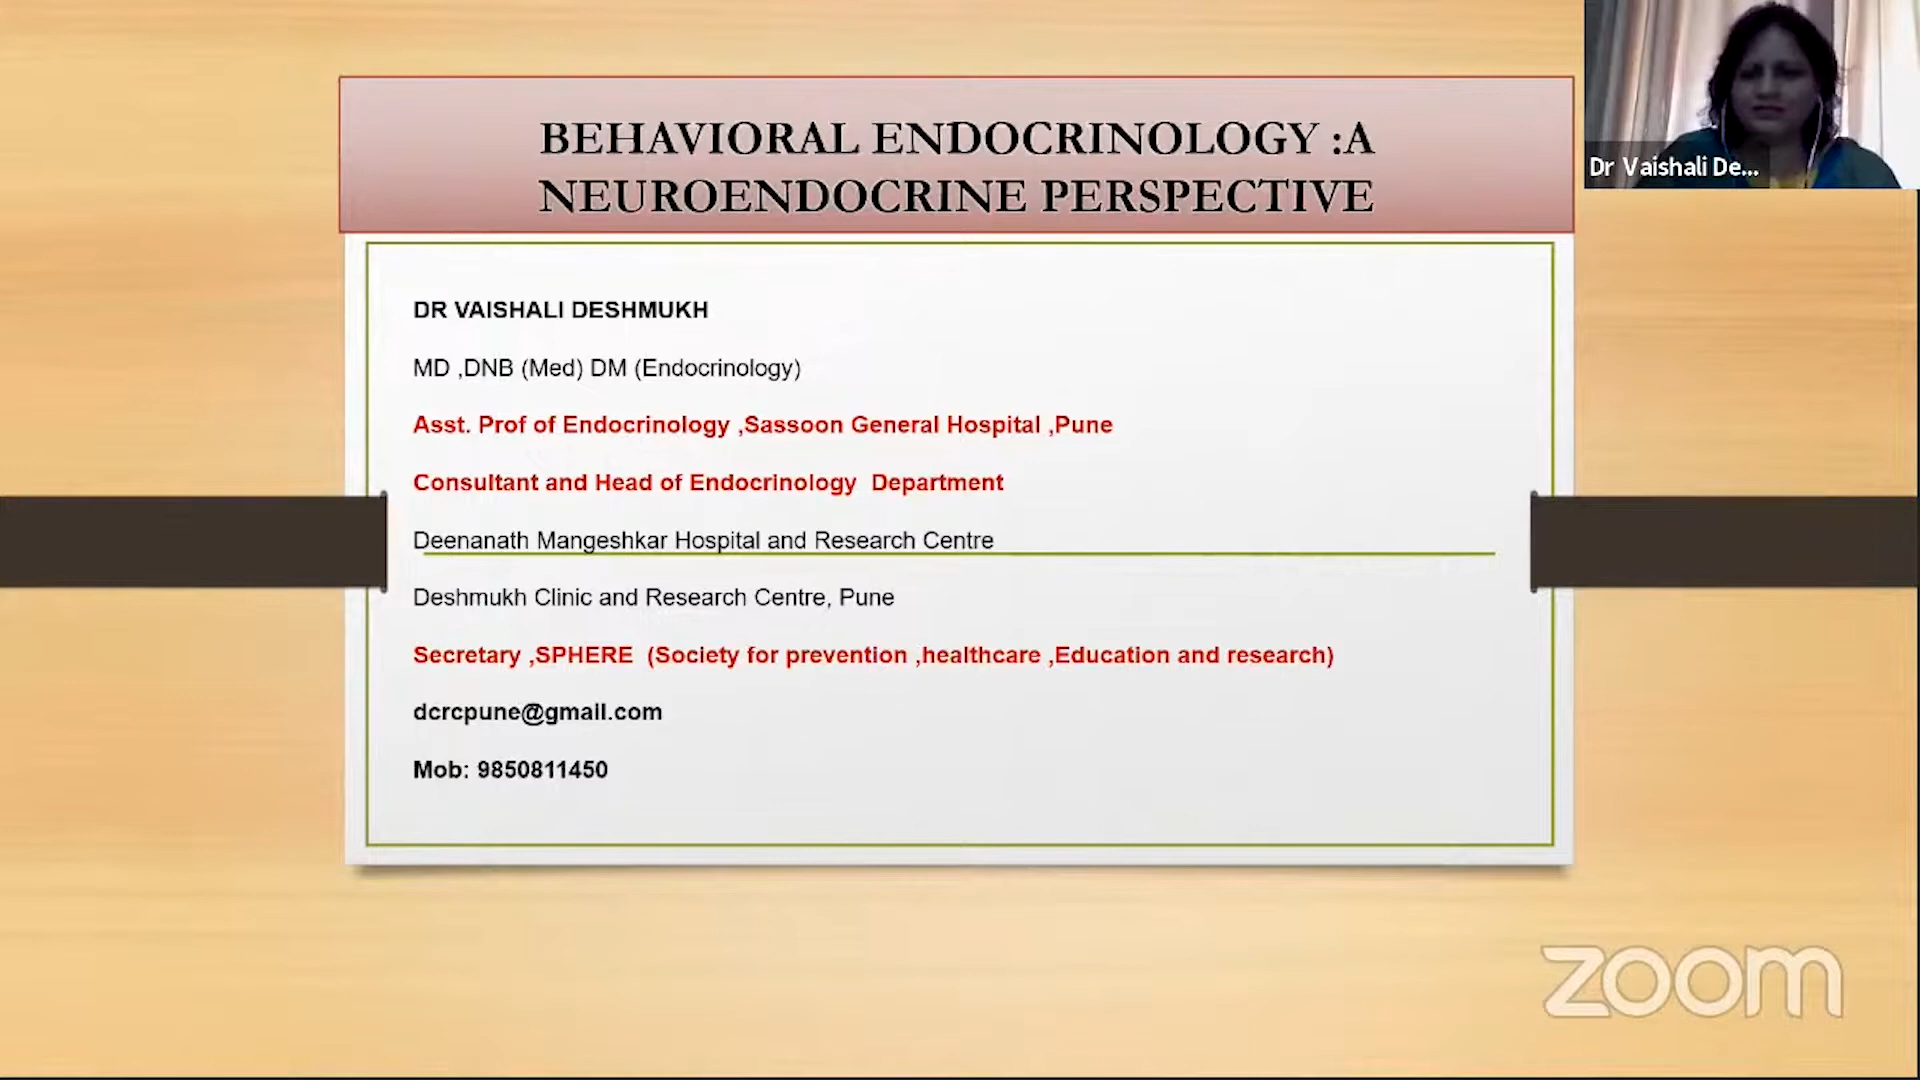 BEHAVIORAL ENDOCRINOLOGY :A
NEUROENDOCRINE PERSPECTIVE
Dr Vaishali De...
DR VAISHALI DESHMUKH
MD ,DNB (Med) DM (Endocrinology)
Asst. Prof of Endocrinology ,Sassoon General Hospital ,Pune
Consultant and Head of Endocrinology  Department
Deenanath Mangeshkar Hospital and Research Centre
Deshmukh Clinic and Research Centre, Pune
Secretary ,SPHERE  (Society for prevention ,healthcare ,Education and research)
dcrcpune@gmail.com
Mob: 9850811450
zoom